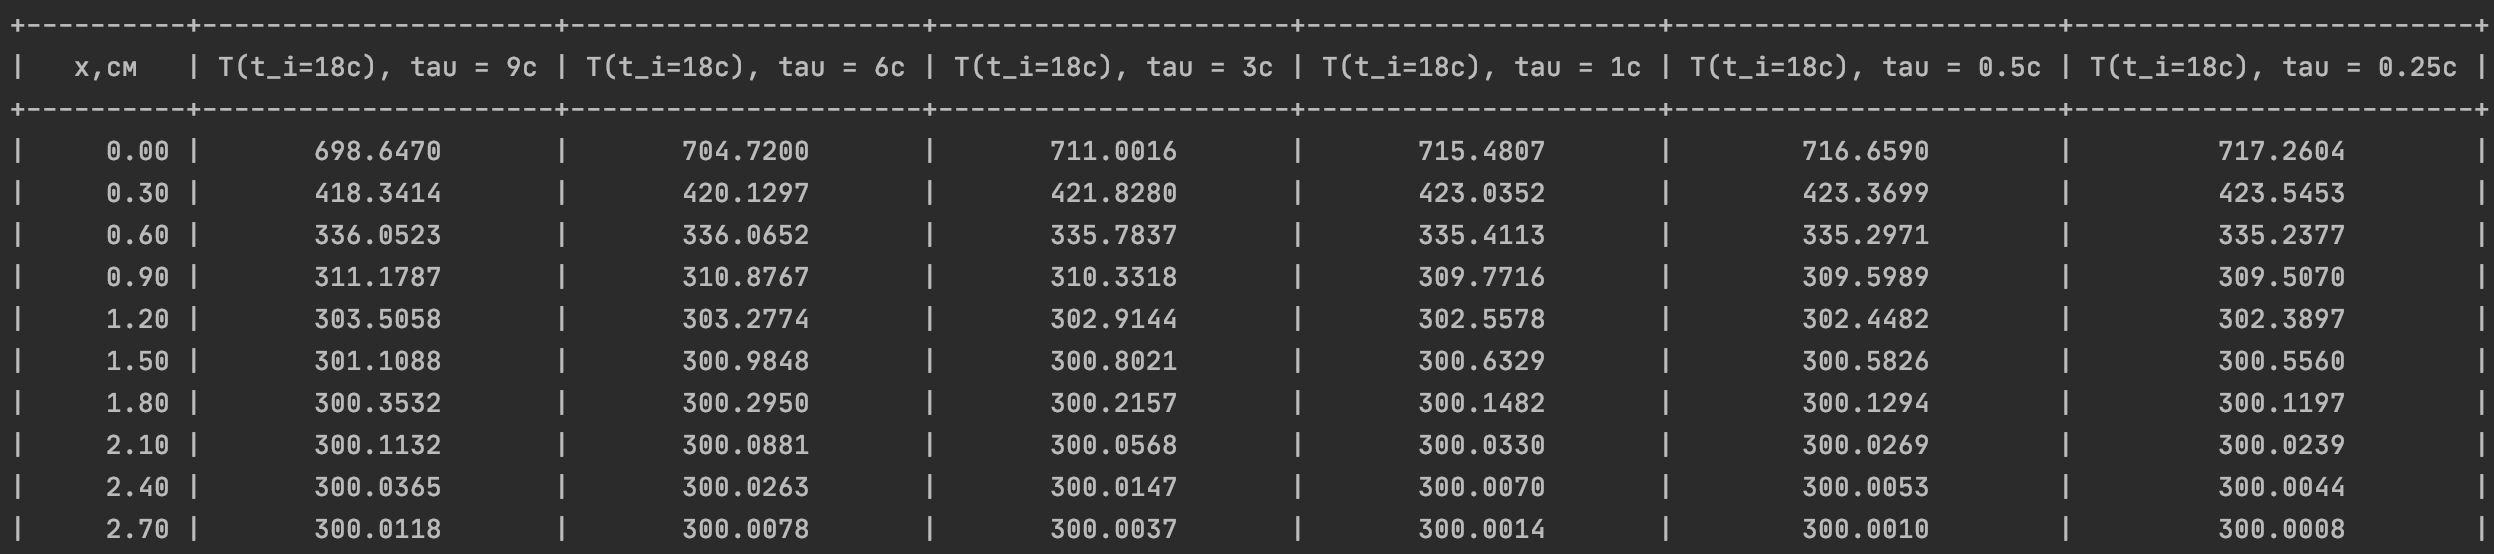 +----------+----------------------+----------------------+----------------------+----------------------+------------------------+-------------------------+
|   x,см   | T(t_i=18c), tau = 9c | T(t_i=18c), tau = 6c | T(t_i=18c), tau = 3c | T(t_i=18c), tau = 1c | T(t_i=18c), tau = 0.5c | T(t_i=18c), tau = 0.25c |
+----------+----------------------+----------------------+----------------------+----------------------+------------------------+-------------------------+
|     0.00 |       698.6470       |       704.7200       |       711.0016       |       715.4807       |        716.6590        |         717.2604        |
|     0.30 |       418.3414       |       420.1297       |       421.8280       |       423.0352       |        423.3699        |         423.5453        |
|     0.60 |       336.0523       |       336.0652       |       335.7837       |       335.4113       |        335.2971        |         335.2377        |
|     0.90 |       311.1787       |       310.8767       |       310.3318       |       309.7716       |        309.5989        |         309.5070        |
|     1.20 |       303.5058       |       303.2774       |       302.9144       |       302.5578       |        302.4482        |         302.3897        |
|     1.50 |       301.1088       |       300.9848       |       300.8021       |       300.6329       |        300.5826        |         300.5560        |
|     1.80 |       300.3532       |       300.2950       |       300.2157       |       300.1482       |        300.1294        |         300.1197        |
|     2.10 |       300.1132       |       300.0881       |       300.0568       |       300.0330       |        300.0269        |         300.0239        |
|     2.40 |       300.0365       |       300.0263       |       300.0147       |       300.0070       |        300.0053        |         300.0044        |
|     2.70 |       300.0118       |       300.0078       |       300.0037       |       300.0014       |        300.0010        |         300.0008        |